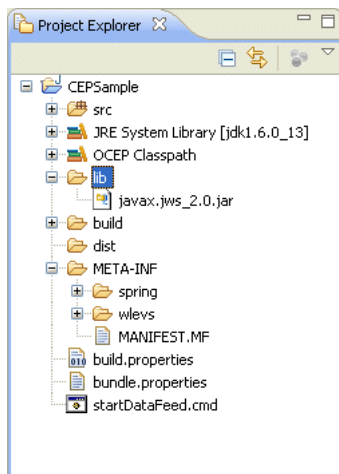 Project Explorer
CEPSample
src
JRE System Library [jdk1.6.0_13]
OCEP Classpath
lib
javax.jws_2.0.jar
build
dist
META-INF
spring
wlevs
MANIFEST.MF
build.properties
bundle.properties
startDataFeed.cmd